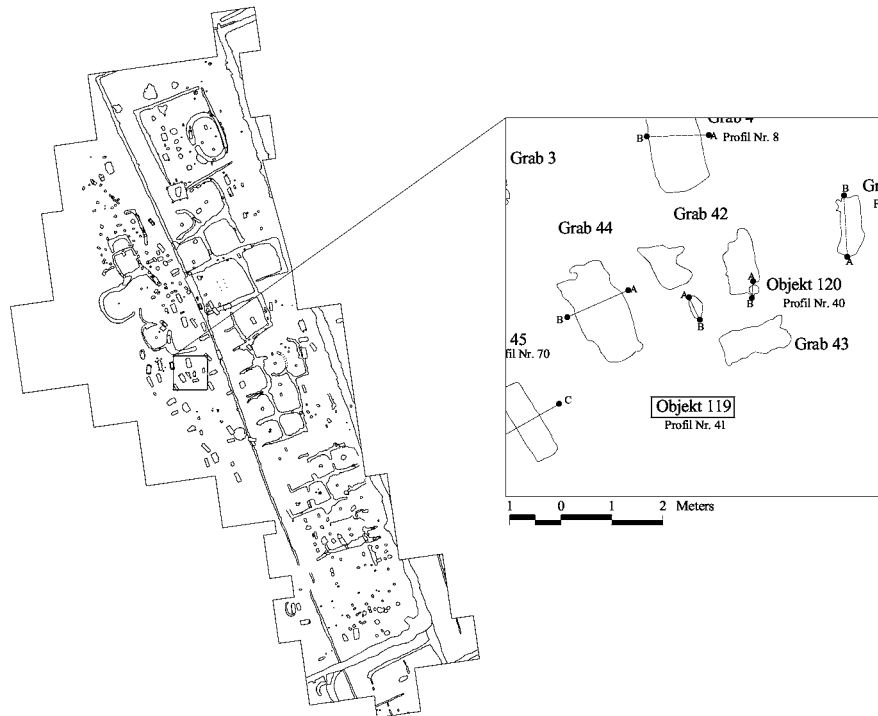 Grab 4
B A Profil Nr. 8
Grab 3
B
Gr
F
Grab 42
Grab 44
A
A
A Objekt 120
B
A Profil Nr. 40
B
B
Grab 43
45
fil Nr. 70
C
Objekt 119
Profil Nr. 41
1 0 1 2 Meters